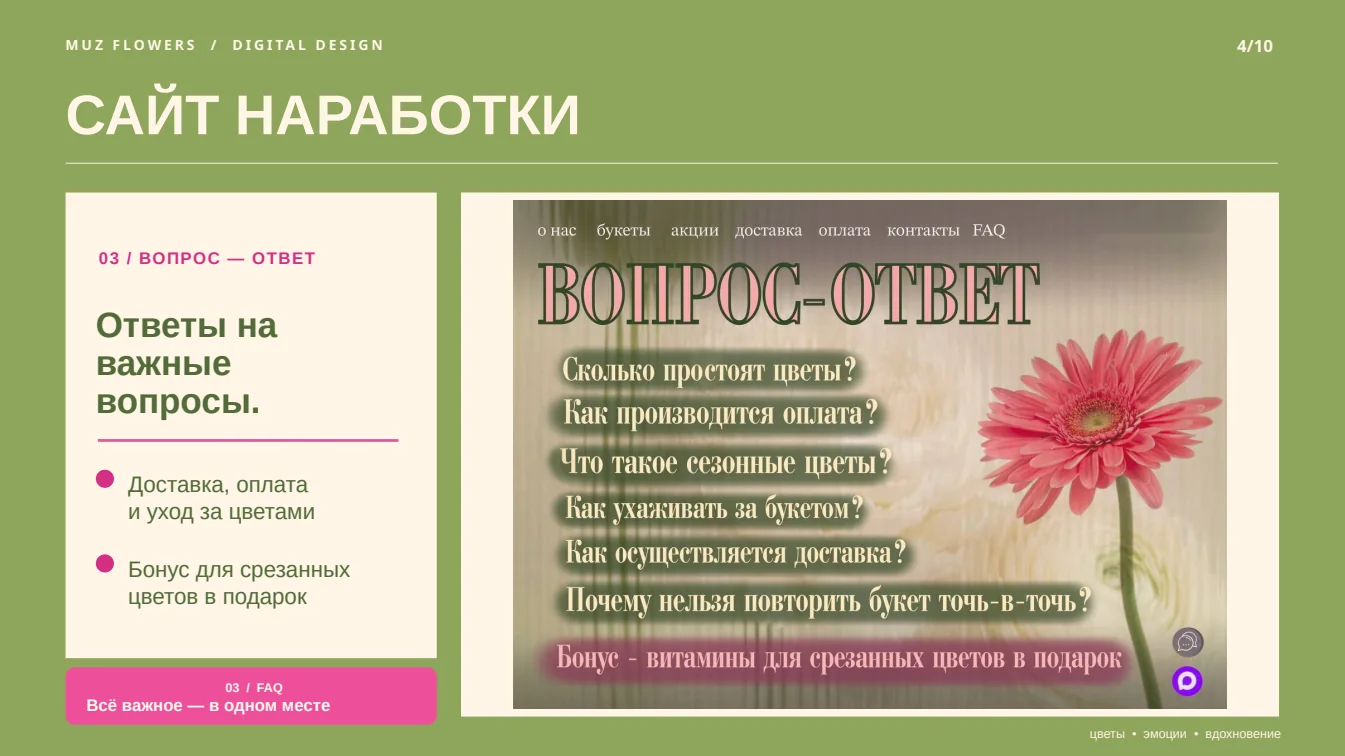 MUZ FLOWERS / DIGITAL DESIGN
4/10
САЙТ НАРАБОТКИ
03 / ВОПРОС — ОТВЕТ
Ответы на
важные
вопросы.
Доставка, оплата
и уход за цветами
Бонус для срезанных
цветов в подарок
03 / FAQ
Всё важное — в одном месте
о нас букеты акции доставка оплата контакты FAQ
ВОПРОС-ОТВЕТ
Сколько простоят цветы?
Как производится оплата?
Что такое сезонные цветы?
Как ухаживать за букетом?
Как осуществляется доставка?
Почему нельзя повторить букет точь-в-точь?
Бонус - витамины для срезанных цветов в подарок
цветы • эмоции • вдохновение